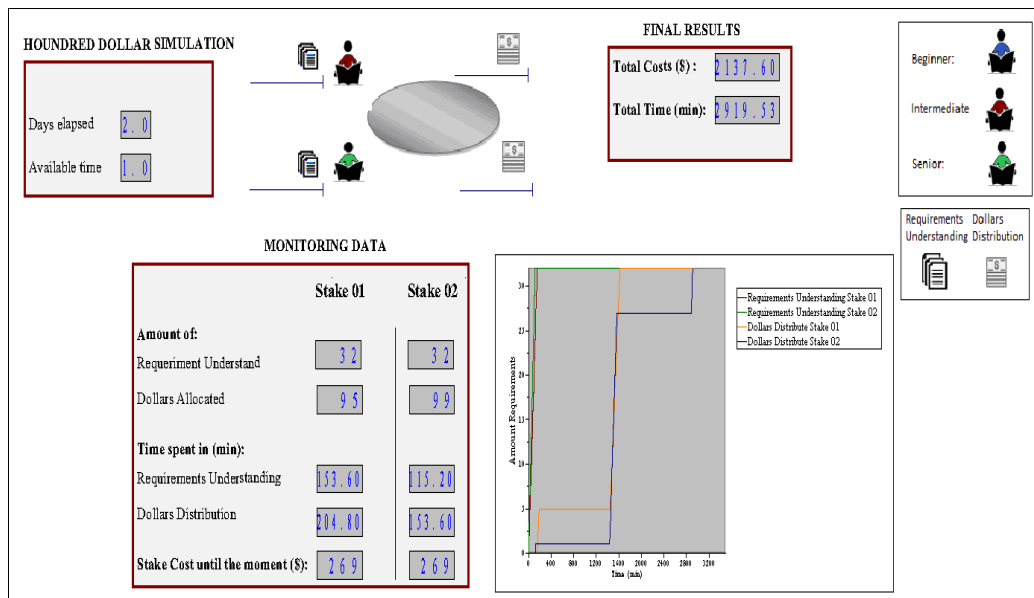 HOUNDRED DOLLAR SIMULATION
Days elapsed 2.0
Available time 1.0
FINAL RESULTS
Total Costs ($) : 2137.60
Total Time (min): 2919.53
Beginner:
Intermediate
Senior:
Requirements Dollars
Understanding Distribution
MONITORING DATA
Stake 01 Stake 02
Amount of:
Requeriment Understand 32 32
Dollars Allocated 95 99
Time spent in (min):
Requirements Understanding 153.60 115.20
Dollars Distribution 204.80 153.60
Stake Cost until the moment ($): 269 269
Amount Requirements
30
25
20
15
10
5
0
0 400 800 1200 1600 2000 2400 2800 3200
Time (min)
Requirements Understanding Stake 01
Requirements Understanding Stake 02
Dollars Distribute Stake 01
Dollars Distribute Stake 02